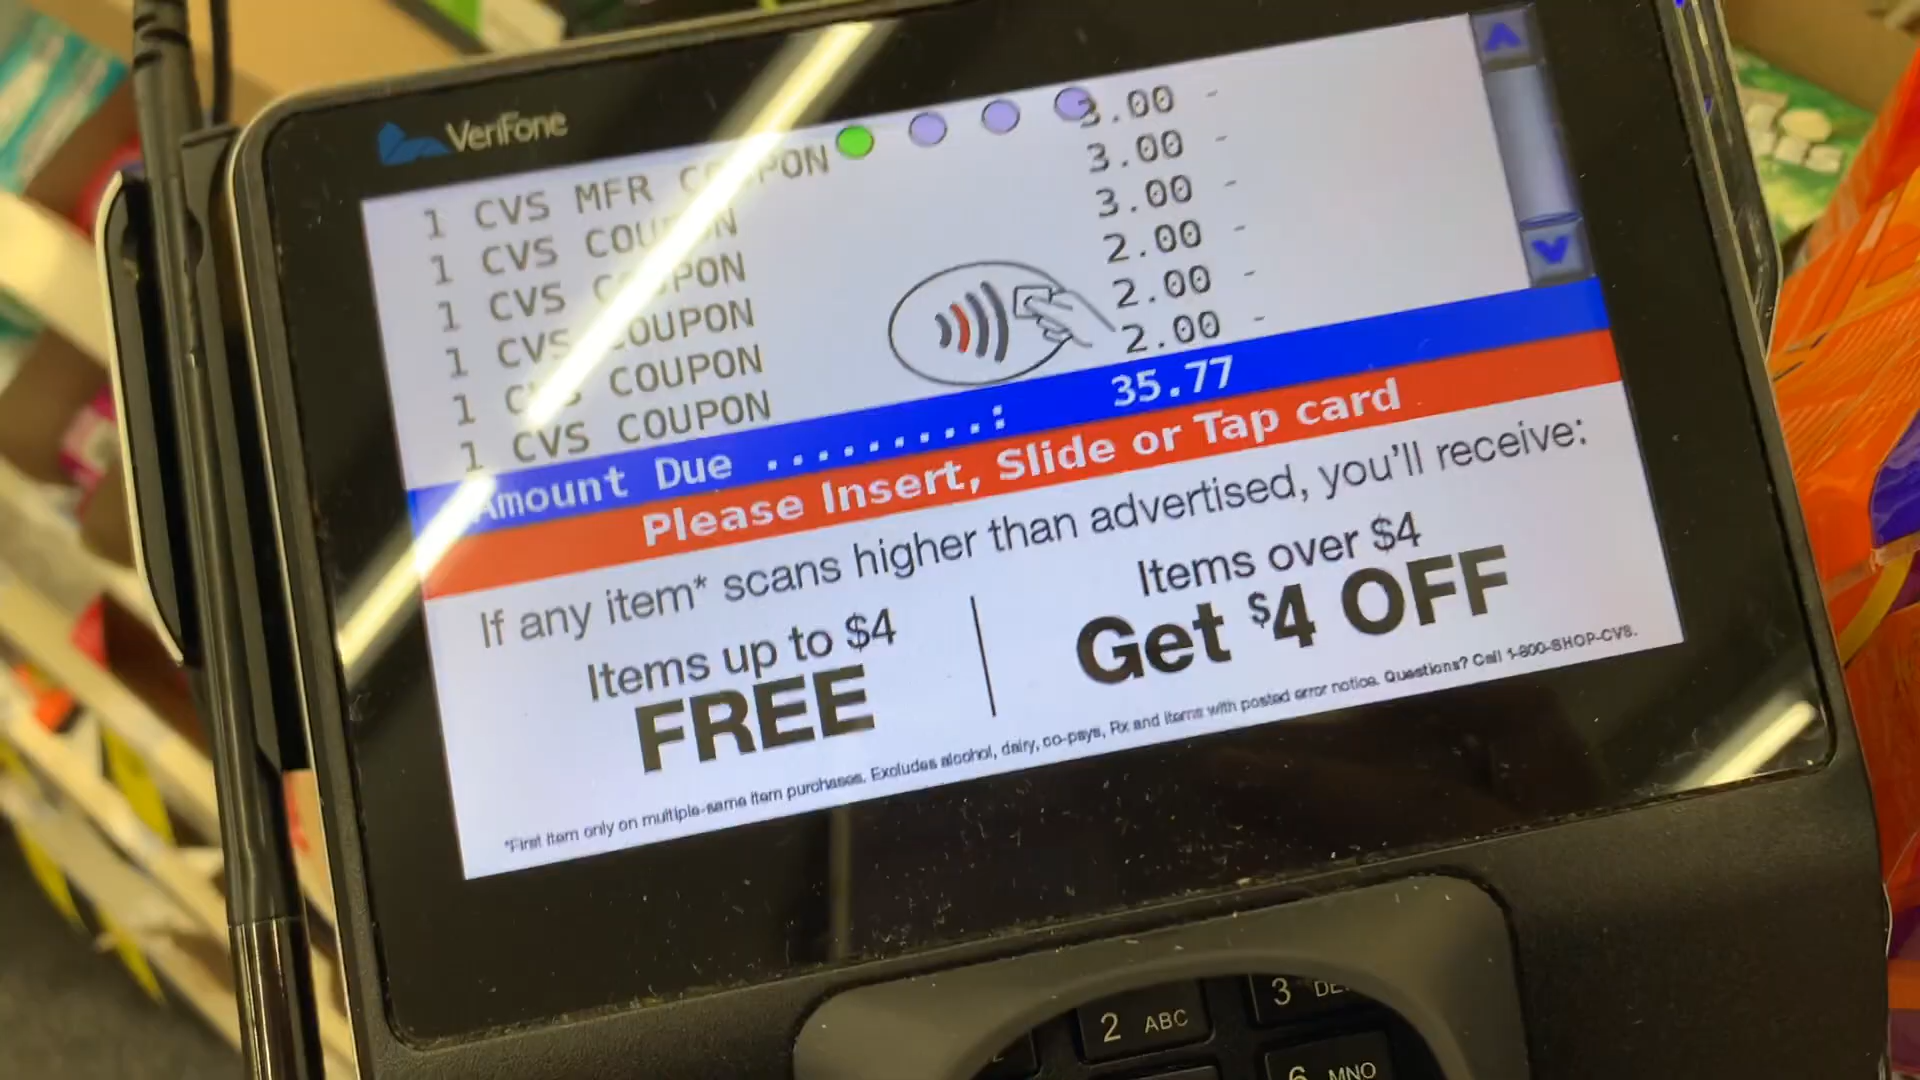 VeriFone
1 CVS MFR COUPON 3.00 -
1 CVS COUPON 3.00 -
1 CVS COUPON 3.00 -
1 CVS COUPON 2.00 -
1 CVS COUPON 2.00 -
1 CVS COUPON 2.00 -
Amount Due .........: 35.77
Please Insert, Slide or Tap card
If any item* scans higher than advertised, you'll receive:
Items up to $4
FREE
Items over $4
Get $4 OFF
*First item only on multiple-same item purchases. Excludes alcohol, dairy, co-pays, Rx and items with posted error notice. Questions? Call 1-800-SHOP-CVS.
2 ABC
3
6 MNO